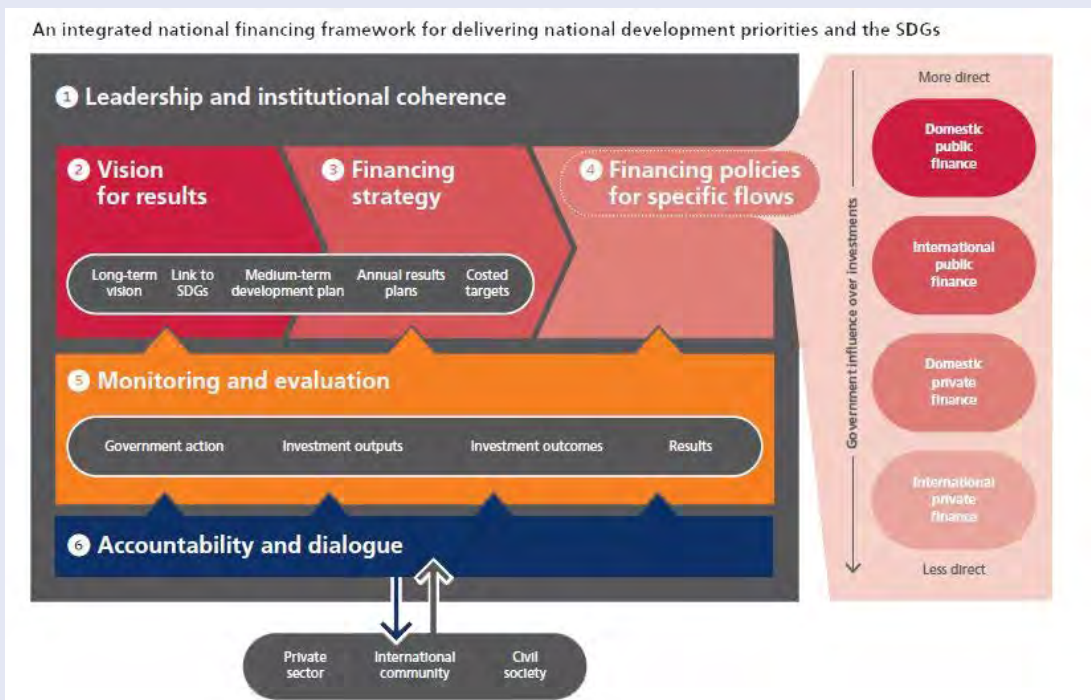 An integrated national financing framework for delivering national development priorities and the SDGs
1 Leadership and institutional coherence
2 Vision
for results
3 Financing
strategy
4 Financing policies
for specific flows
Long-term
vision
Link to
SDGs
Medium-term
development plan
Annual results
plans
Costed
targets
5 Monitoring and evaluation
Government action
Investment outputs
Investment outcomes
Results
6 Accountability and dialogue
Private
sector
International
community
Civil
society
More direct
Government influence over investments
Domestic
public
finance
International
public
finance
Domestic
private
finance
International
private
finance
Less direct